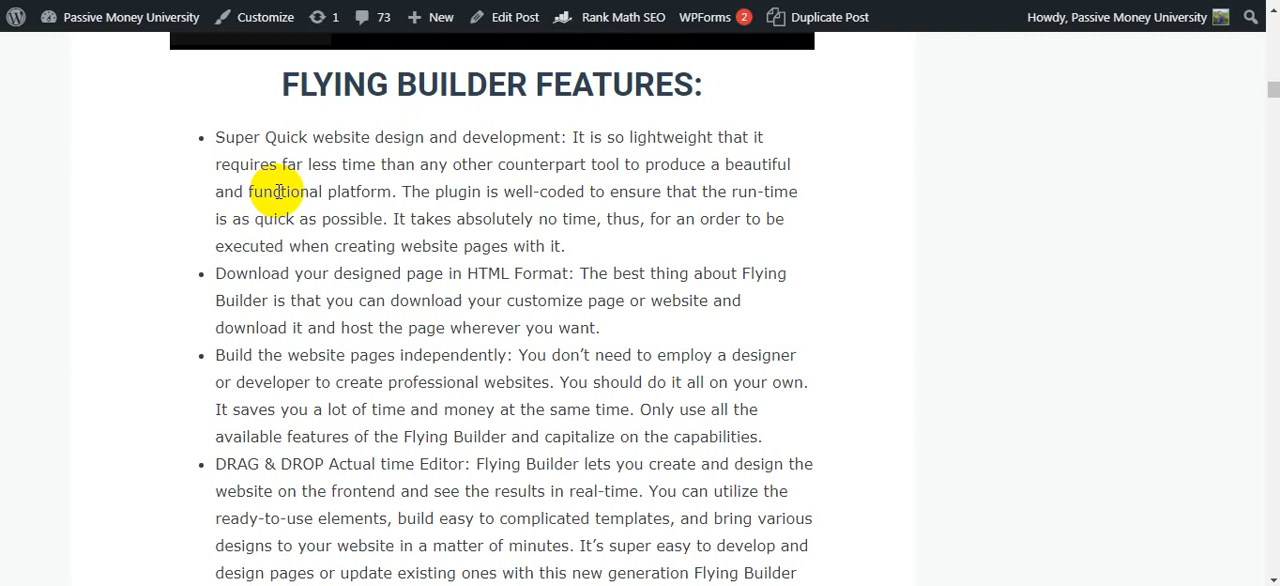 Passive Money University Customize 1 73 New Edit Post Rank Math SEO WPForms 2 Duplicate Post Howdy, Passive Money University
FLYING BUILDER FEATURES:
• Super Quick website design and development: It is so lightweight that it
requires far less time than any other counterpart tool to produce a beautiful
and functional platform. The plugin is well-coded to ensure that the run-time
is as quick as possible. It takes absolutely no time, thus, for an order to be
executed when creating website pages with it.
• Download your designed page in HTML Format: The best thing about Flying
Builder is that you can download your customize page or website and
download it and host the page wherever you want.
• Build the website pages independently: You don’t need to employ a designer
or developer to create professional websites. You should do it all on your own.
It saves you a lot of time and money at the same time. Only use all the
available features of the Flying Builder and capitalize on the capabilities.
• DRAG & DROP Actual time Editor: Flying Builder lets you create and design the
website on the frontend and see the results in real-time. You can utilize the
ready-to-use elements, build easy to complicated templates, and bring various
designs to your website in a matter of minutes. It’s super easy to develop and
design pages or update existing ones with this new generation Flying Builder